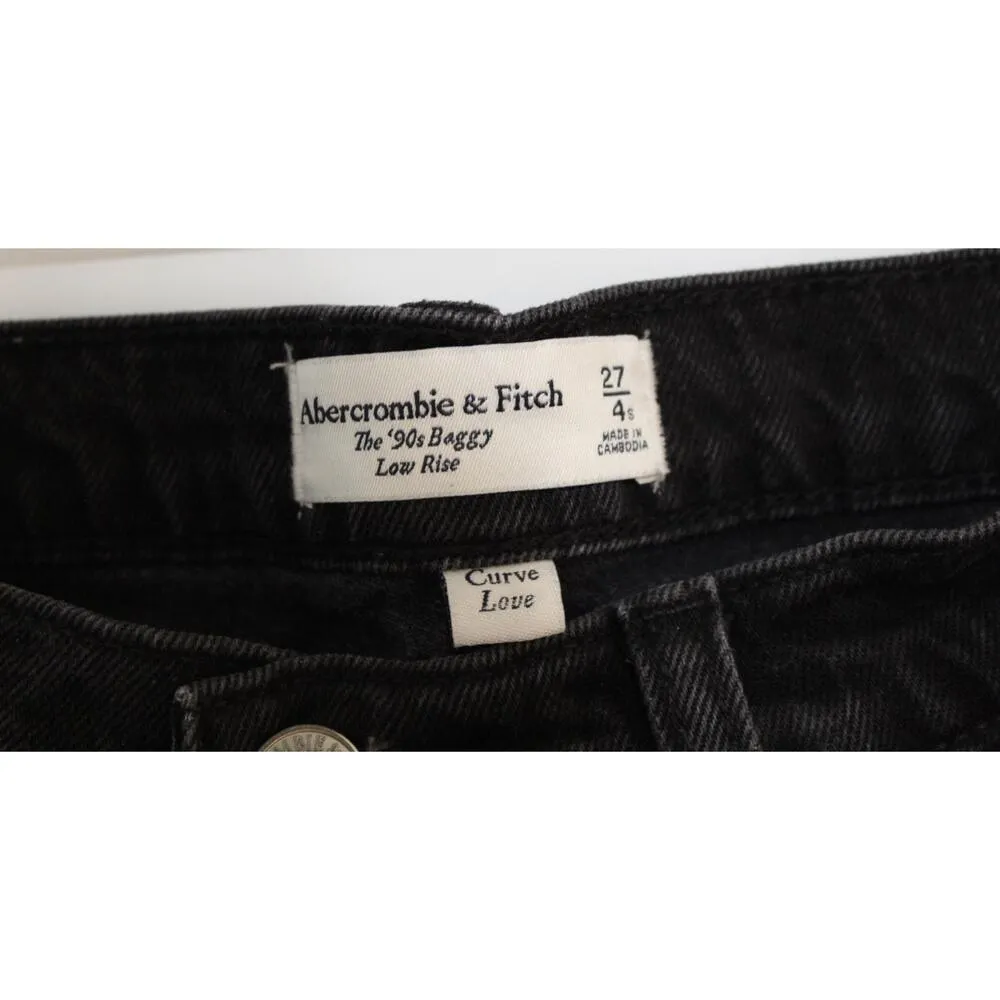 Abercrombie & Fitch
The '90s Baggy
Low Rise
27
4s
MADE IN
CAMBODIA
Curve
Love